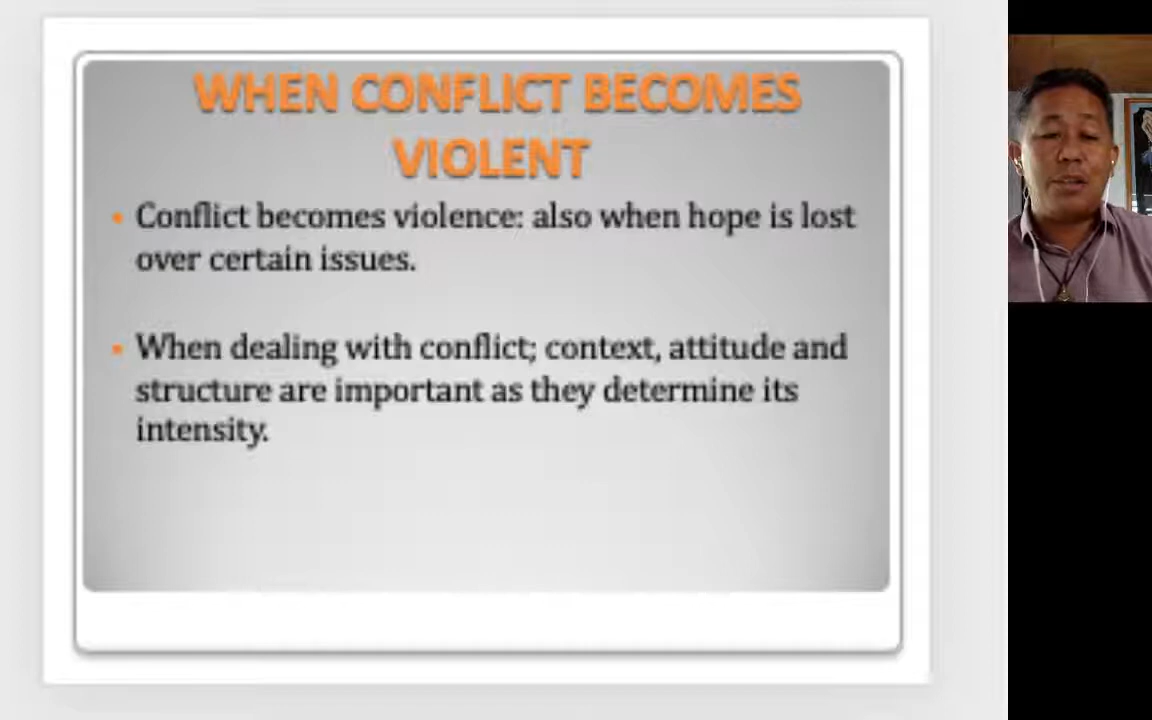 WHEN CONFLICT BECOMES
VIOLENT
Conflict becomes violence: also when hope is lost
over certain issues.
When dealing with conflict; context, attitude and
structure are important as they determine its
intensity.